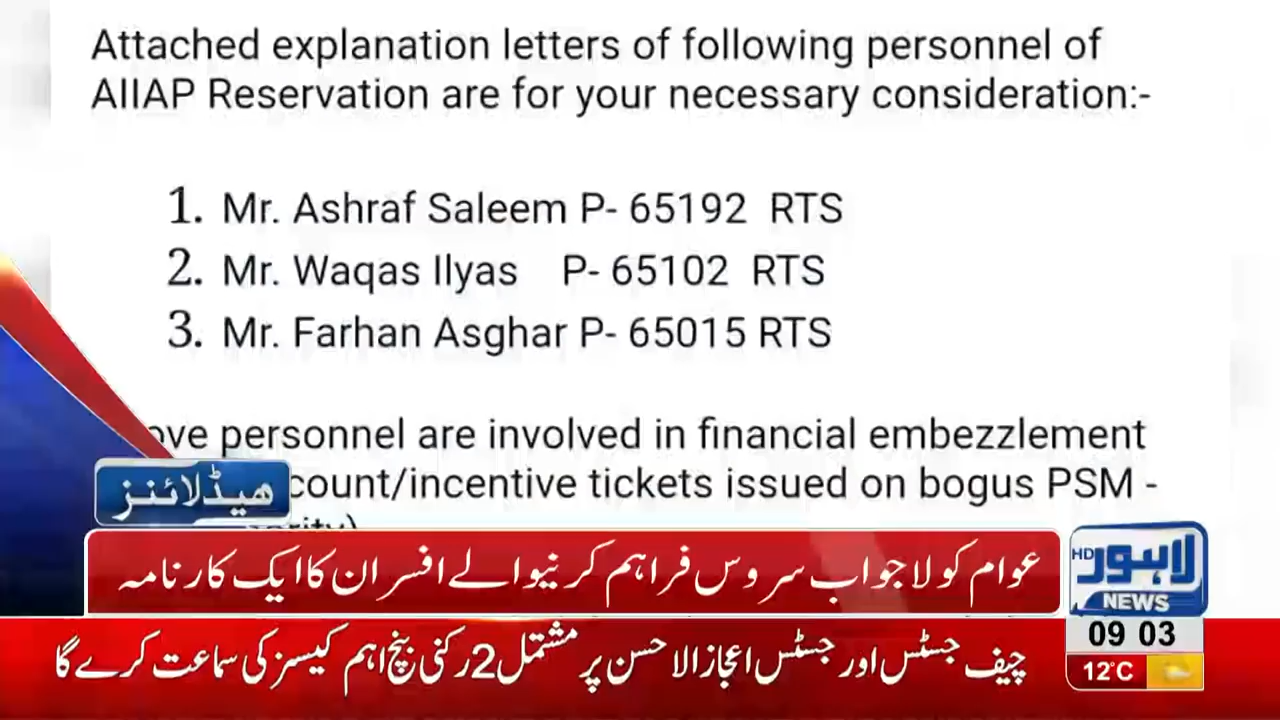 Attached explanation letters of following personnel of
AIIAP Reservation are for your necessary consideration:-
1. Mr. Ashraf Saleem P- 65192 RTS
2. Mr. Waqas Ilyas P- 65102 RTS
3. Mr. Farhan Asghar P- 65015 RTS
personnel are involved in financial embezzlement
count/incentive tickets issued on bogus PSM -
ہیڈلائنز
عوام کو لاجواب سروس فراہم کرنیوالے افسران کا ایک کارنامہ
لاہور HD
NEWS
09 03
12°C
چیف جسٹس اور جسٹس اعجازالاحسن پر مشتمل 2 رکنی بنچ اہم کیسز کی سماعت کرے گا